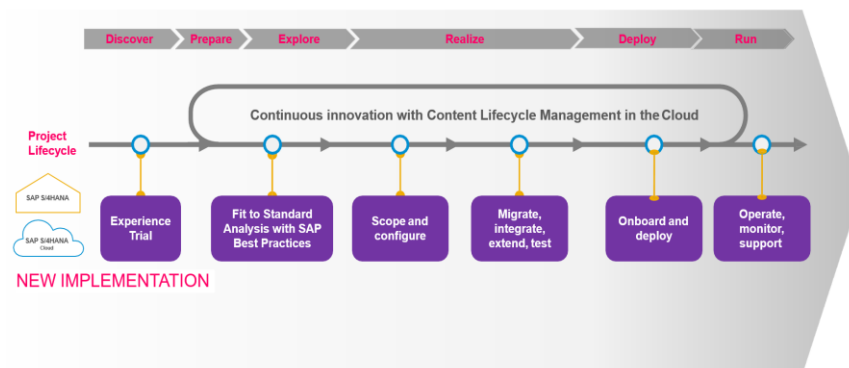 Discover
Prepare
Explore
Realize
Deploy
Run
Continuous innovation with Content Lifecycle Management in the Cloud
Project
Lifecycle
SAP S/4HANA
SAP S/4HANA
Cloud
Experience
Trial
Fit to Standard
Analysis with SAP
Best Practices
Scope and
configure
Migrate,
integrate,
extend, test
Onboard and
deploy
Operate,
monitor,
support
NEW IMPLEMENTATION